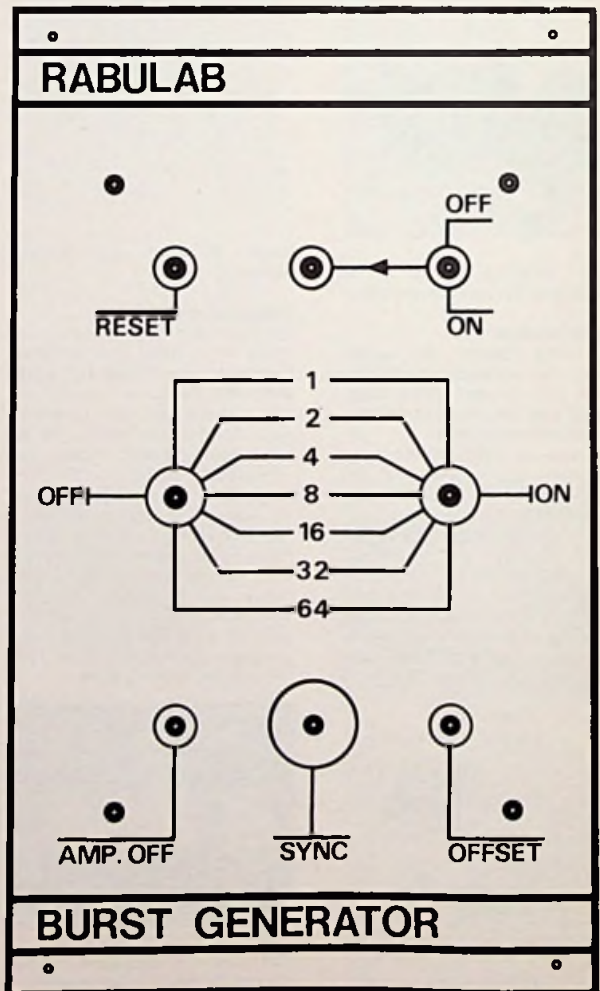 RABULAB
OFF
RESET
ON
1
2
4
OFF 8 ON
16
32
64
AMP. OFF SYNC OFFSET
BURST GENERATOR